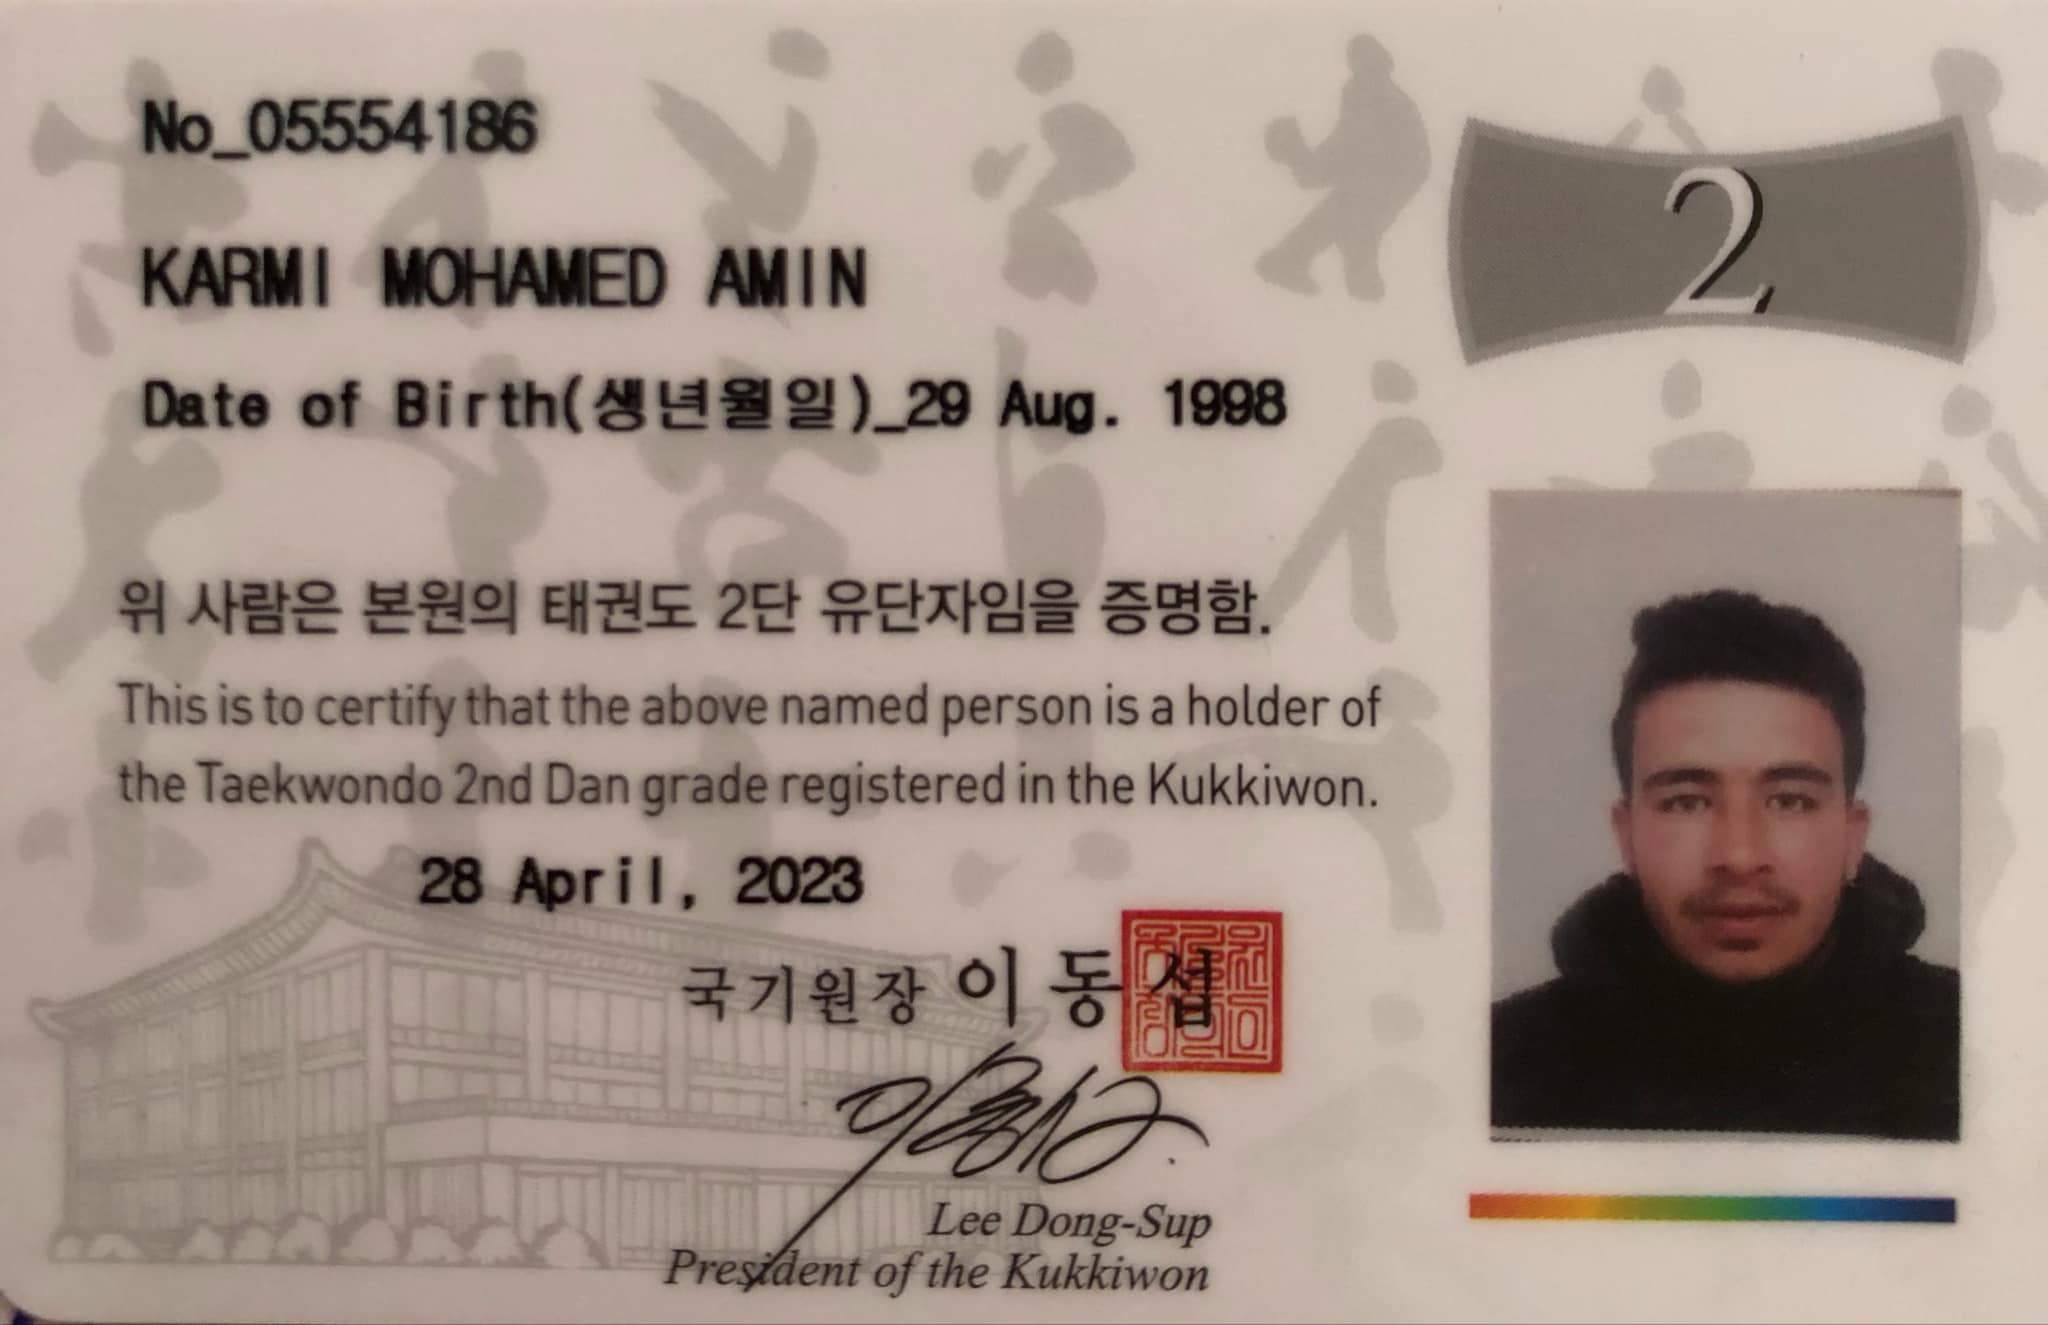 No_05554186
2
KARMI MOHAMED AMIN
Date of Birth(생년월일)_29 Aug. 1998
위 사람은 본원의 태권도 2단 유단자임을 증명함.
This is to certify that the above named person is a holder of
the Taekwondo 2nd Dan grade registered in the Kukkiwon.
28 April, 2023
국기원장 이동섭
Lee Dong-Sup
President of the Kukkiwon